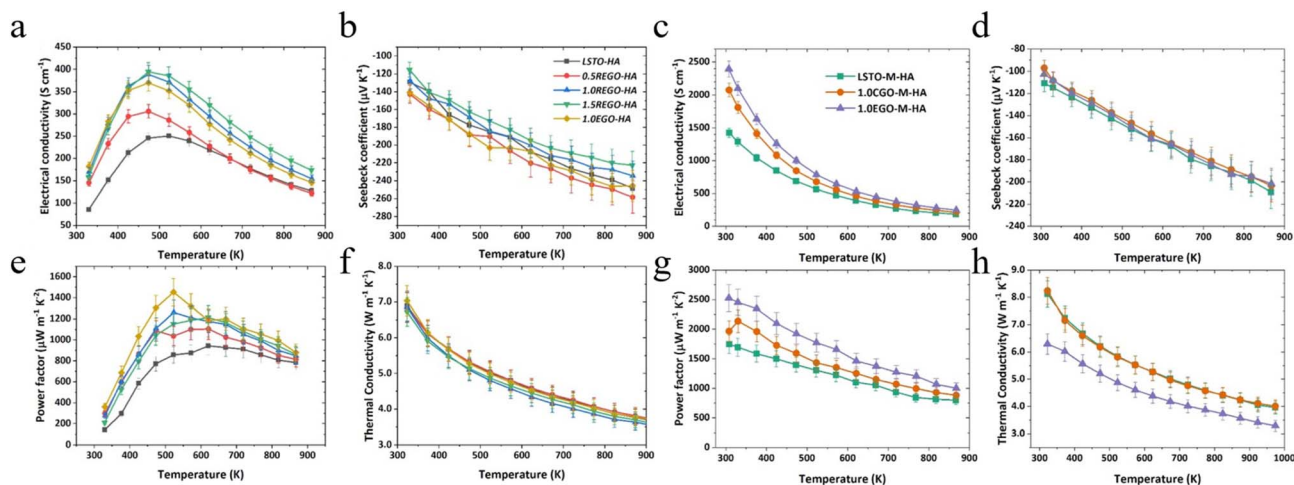 a
450
400
350
300
250
200
150
100
50
Electrical conductivity (S cm⁻¹)
300 400 500 600 700 800 900
Temperature (K)
b
-100
-120
-140
-160
-180
-200
-220
-240
-260
-280
Seebeck coefficient (μV K⁻¹)
LSTO-HA
0.5REGO-HA
1.0REGO-HA
1.5REGO-HA
1.0EGO-HA
300 400 500 600 700 800 900
Temperature (K)
c
2500
2000
1500
1000
500
0
Electrical conductivity (S cm⁻¹)
LSTO-M-HA
1.0CGO-M-HA
1.0EGO-M-HA
300 400 500 600 700 800 900
Temperature (K)
d
-80
-100
-120
-140
-160
-180
-200
-220
-240
Seebeck coefficient (μV K⁻¹)
300 400 500 600 700 800 900
Temperature (K)
e
1600
1400
1200
1000
800
600
400
200
0
Power factor (μW m⁻¹ K⁻²)
300 400 500 600 700 800 900
Temperature (K)
f
9.0
8.0
7.0
6.0
5.0
4.0
3.0
Thermal Conductivity (W m⁻¹ K⁻¹)
300 400 500 600 700 800 900
Temperature (K)
g
3000
2500
2000
1500
1000
500
0
Power factor (μW m⁻¹ K⁻²)
300 400 500 600 700 800 900
Temperature (K)
h
9.0
8.0
7.0
6.0
5.0
4.0
3.0
Thermal Conductivity (W m⁻¹ K⁻¹)
300 400 500 600 700 800 900 1000
Temperature (K)